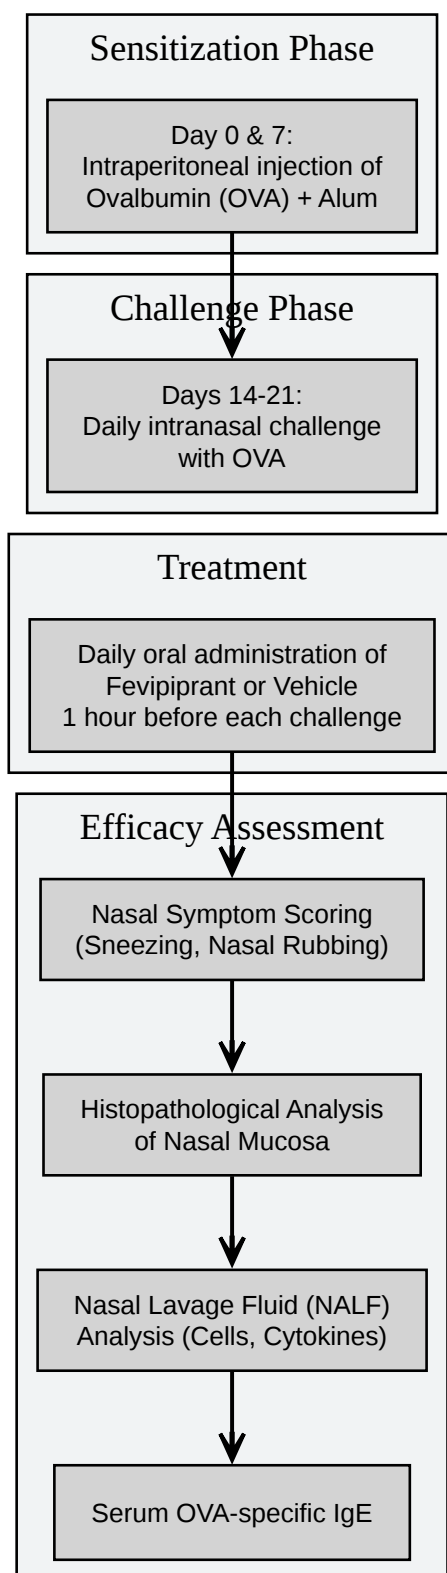 Sensitization Phase
Day 0 & 7:
Intraperitoneal injection of
Ovalbumin (OVA) + Alum
Challenge Phase
Days 14-21:
Daily intranasal challenge
with OVA
Treatment
Daily oral administration of
Fevipiprant or Vehicle
1 hour before each challenge
Efficacy Assessment
Nasal Symptom Scoring
(Sneezing, Nasal Rubbing)
Histopathological Analysis
of Nasal Mucosa
Nasal Lavage Fluid (NALF)
Analysis (Cells, Cytokines)
Serum OVA-specific IgE